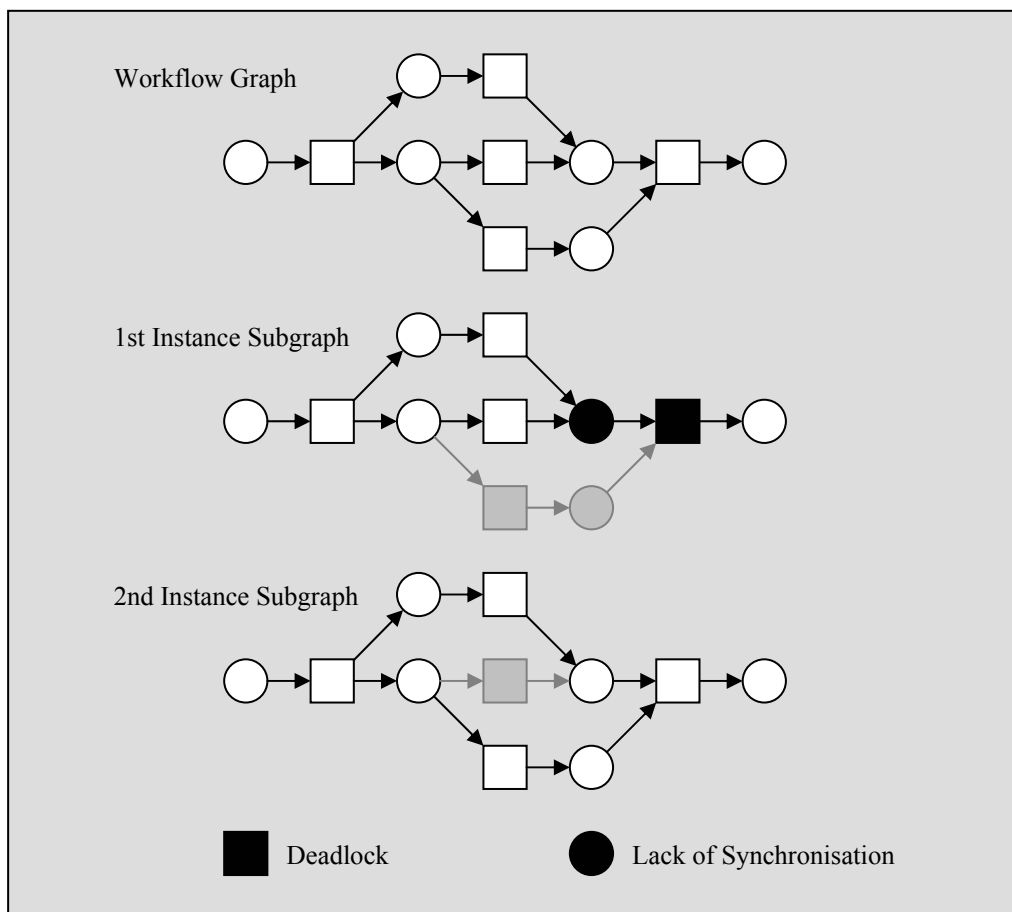 Workflow Graph
1st Instance Subgraph
2nd Instance Subgraph
Deadlock
Lack of Synchronisation